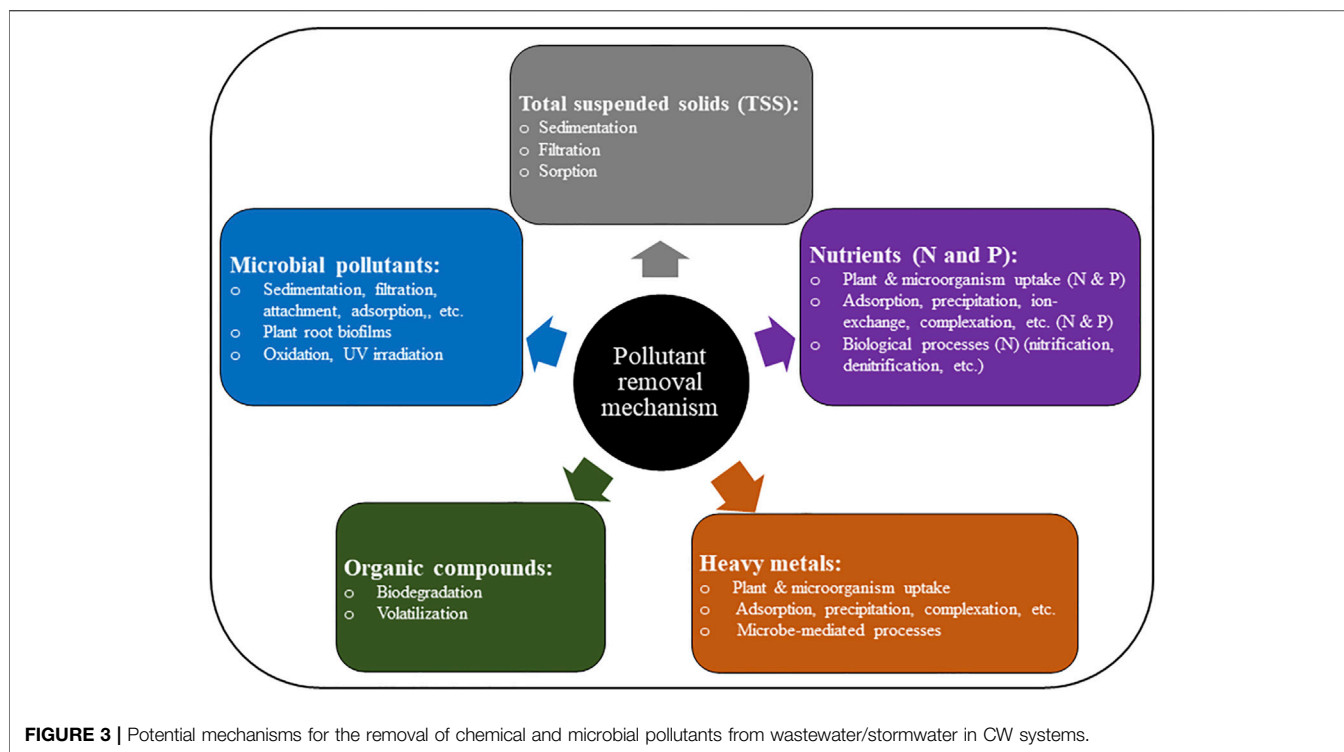 Total suspended solids (TSS):
o Sedimentation
o Filtration
o Sorption
Microbial pollutants:
o Sedimentation, filtration,
attachment, adsorption,, etc.
o Plant root biofilms
o Oxidation, UV irradiation
Nutrients (N and P):
o Plant & microorganism uptake (N & P)
o Adsorption, precipitation, ion-
exchange, complexation, etc. (N & P)
o Biological processes (N) (nitrification,
denitrification, etc.)
Pollutant
removal
mechanism
Organic compounds:
o Biodegradation
o Volatilization
Heavy metals:
o Plant & microorganism uptake
o Adsorption, precipitation, complexation, etc.
o Microbe-mediated processes
FIGURE 3 | Potential mechanisms for the removal of chemical and microbial pollutants from wastewater/stormwater in CW systems.